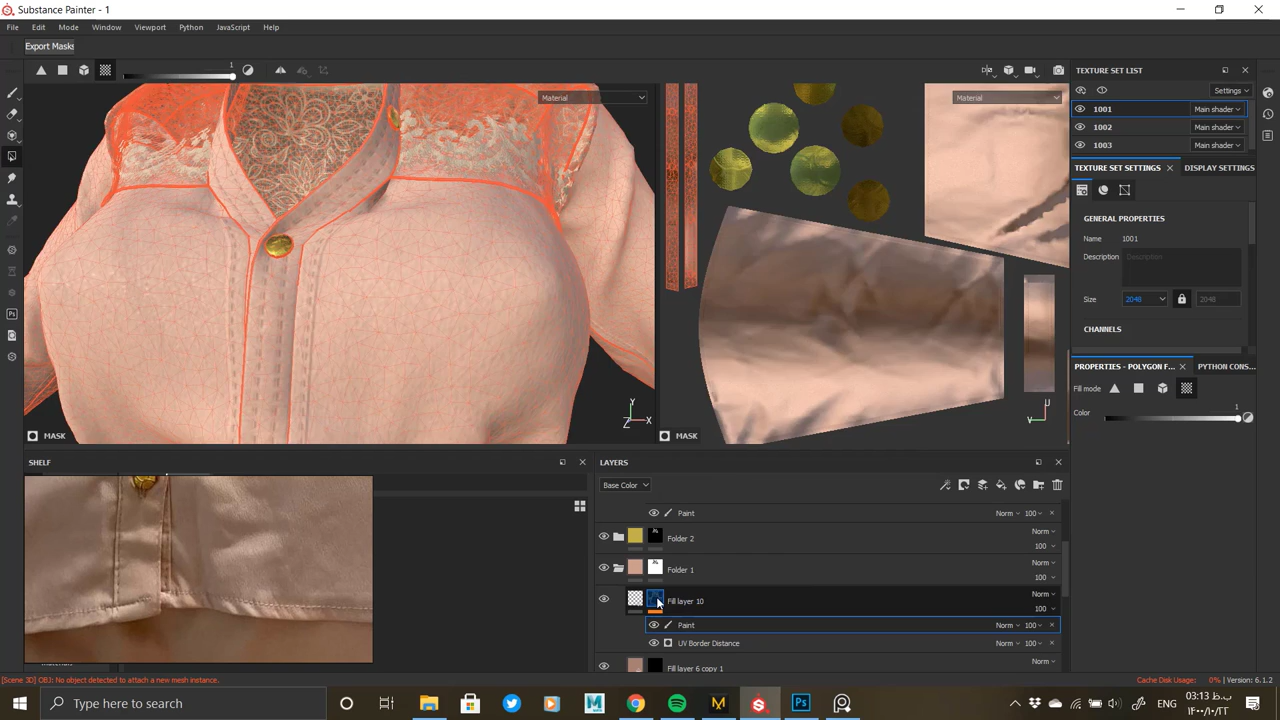 Substance Painter - 1
File Edit Mode Window Viewport Python JavaScript Help
Export Masks
1
Material
Material
Y
X
Z
U
V
MASK
MASK
TEXTURE SET LIST
Settings
1001 Main shader
1002 Main shader
1003 Main shader
TEXTURE SET SETTINGS DISPLAY SETTINGS
GENERAL PROPERTIES
Name 1001
Description Description
Size 2048 2048
CHANNELS
PROPERTIES - POLYGON F... PYTHON CONS...
Fill mode
Color 1
SHELF
LAYERS
Base Color
Paint Norm 100
Folder 2 Norm 100
Folder 1 Norm 100
Fill layer 10 Norm 100
Paint Norm 100
UV Border Distance Norm 100
Fill layer 6 copy 1 Norm
[Scene 3D] OBJ: No object detected to attach a new mesh instance.
Cache Disk Usage: 0% | Version: 6.1.2
Type here to search
ENG
03:13 ب.ظ